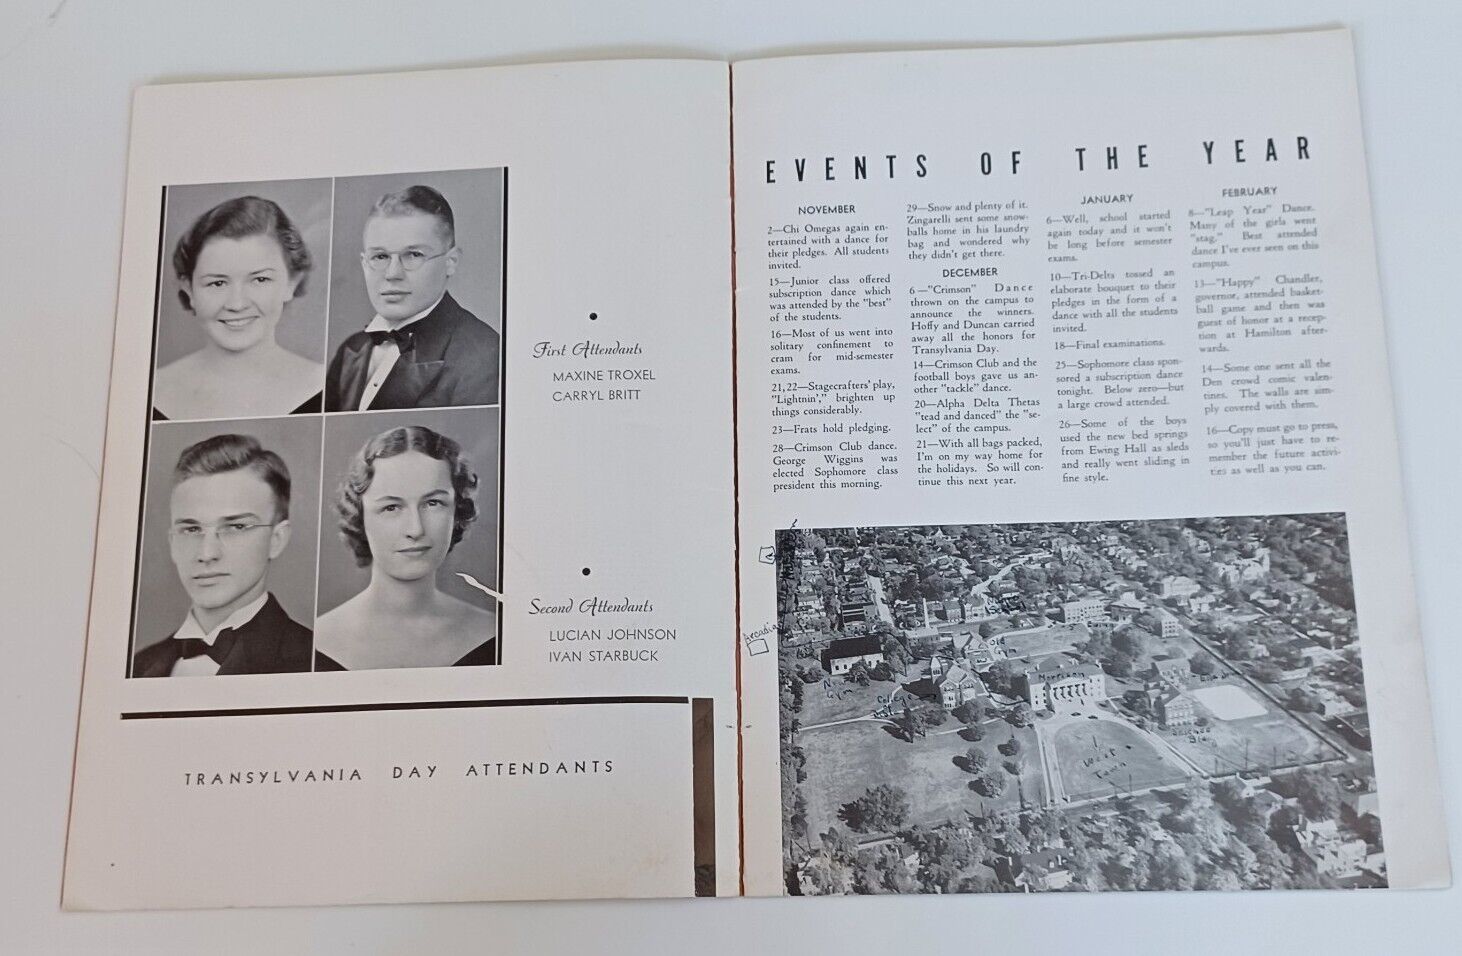 First Attendants
MAXINE TROXEL
CARRYL BRITT
Second Attendants
LUCIAN JOHNSON
IVAN STARBUCK
TRANSYLVANIA DAY ATTENDANTS
EVENTS OF THE YEAR
NOVEMBER
2—Chi Omegas again en-
tertained with a dance for
their pledges. All students
invited.
15—Junior class offered
subscription dance which
was attended by the "best"
of the students.
16—Most of us went into
solitary confinement to
cram for mid-semester
exams.
21, 22—Stagecrafters' play,
"Lightnin'," brighten up
things considerably.
23—Frats hold pledging.
28—Crimson Club dance.
George Wiggins was
elected Sophomore class
president this morning.
29—Snow and plenty of it.
Zingarelli sent some snow-
balls home in his laundry
bag and wondered why
they didn't get there.
DECEMBER
6—"Crimson" Dance
thrown on the campus to
announce the winners.
Hoffy and Duncan carried
away all the honors for
Transylvania Day.
14—Crimson Club and the
football boys gave us an-
other "tackle" dance.
20—Alpha Delta Thetas
"tead and danced" the "se-
lect" of the campus.
21—With all bags packed,
I'm on my way home for
the holidays. So will con-
tinue this next year.
JANUARY
6—Well, school started
again today and it won't
be long before semester
exams.
10—Tri-Delta tossed an
elaborate bouquet to their
pledges in the form of a
dance with all the students
invited.
18—Final examinations.
25—Sophomore class spon-
sored a subscription dance
tonight. Below zero—but
a large crowd attended.
26—Some of the boys
used the new bed springs
from Ewing Hall as sleds
and really went sliding in
fine style.
FEBRUARY
8—"Leap Year" Dance.
Many of the girls went
"stag." Best attended
dance I've ever seen on this
campus.
13—"Happy" Chandler,
governor, attended basket-
ball game and then was
guest of honor at a recep-
tion at Hamilton after-
wards.
14—Some one sent all the
Den crowd comic valen-
tines. The walls are sim-
ply covered with them.
16—Copy must go to press,
so you'll just have to re-
member the future activi-
ties as well as you can.
Arcadia
Old
Gym
Morrison
Gym
College
Science
Bldg